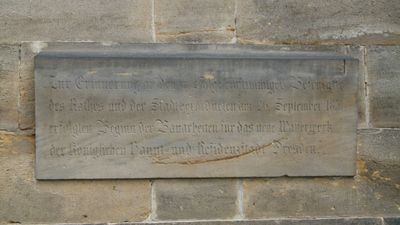 Zur Erinnerung an den
des Rathes und der Stadtverordneten am 26. September
erfolgten Beginn der Bauarbeiten für das neue Wasserwerk
der Königlichen Haupt- und Residenzstadt Dresden.